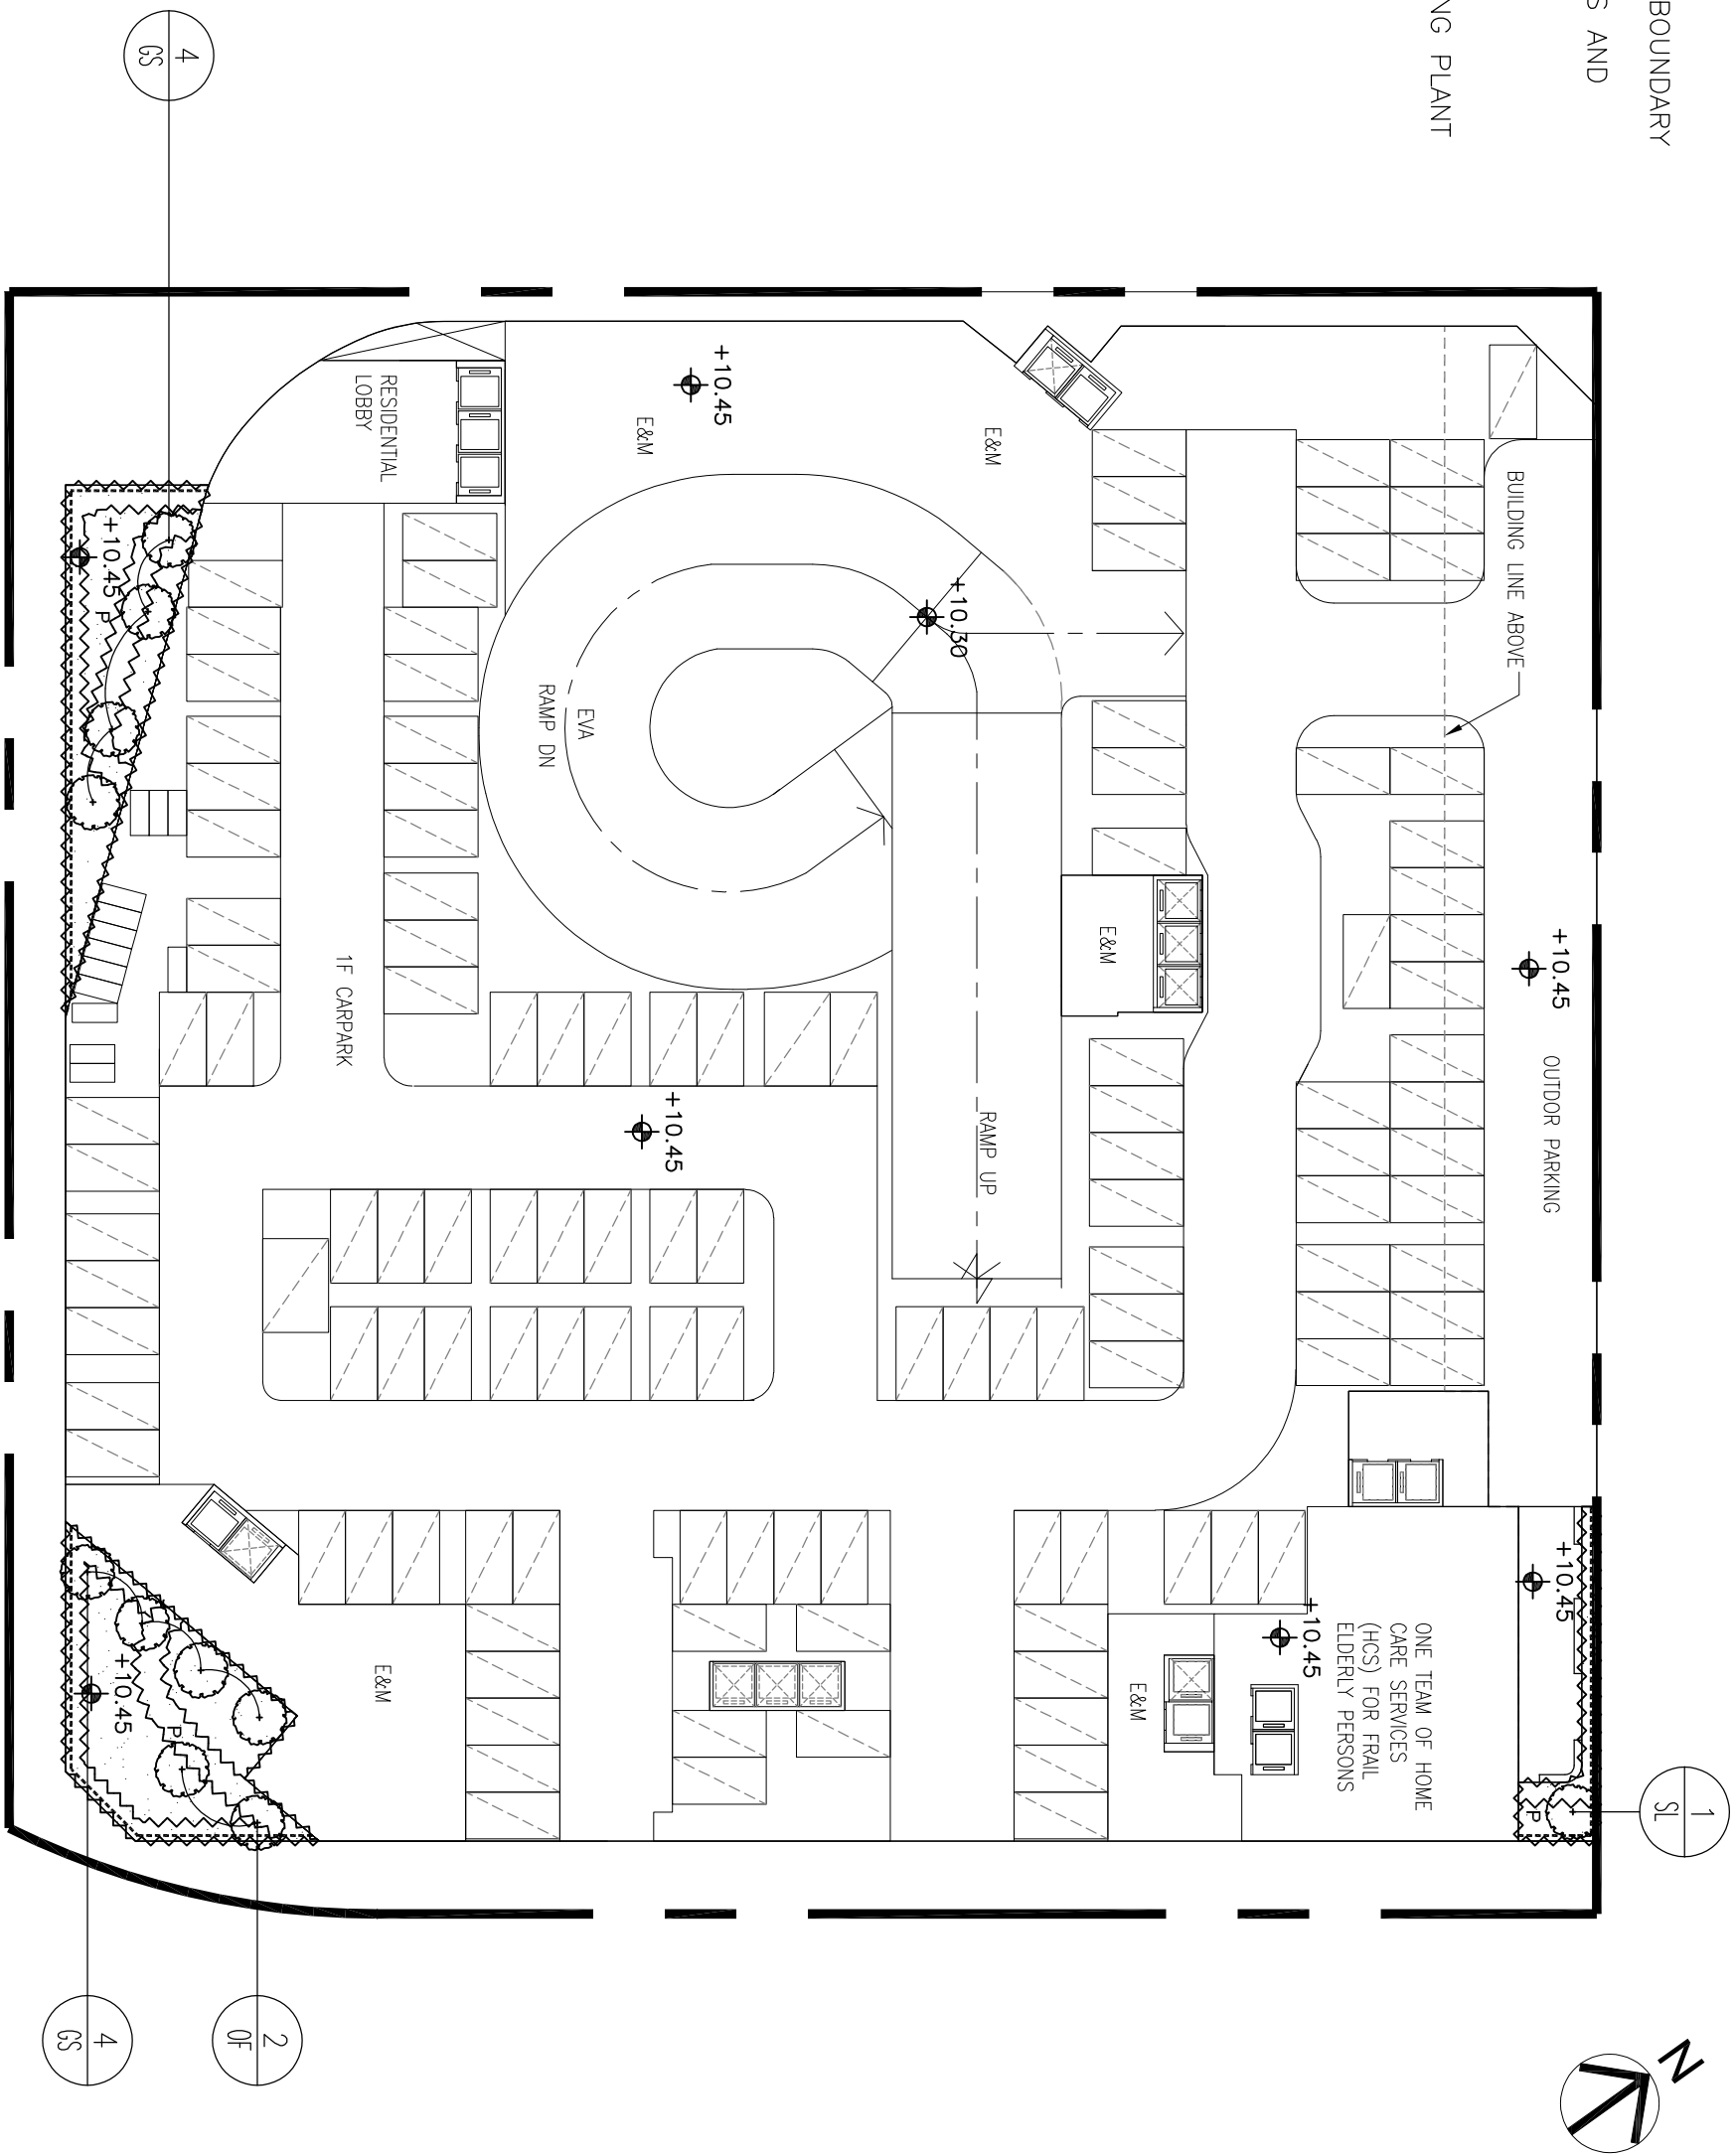 BOUNDARY
S AND
NG PLANT
4
GS
+10.45
E&M
E&M
RESIDENTIAL
LOBBY
BUILDING LINE ABOVE
+10.45
P
+10.30
EVA
RAMP DN
+10.45
OUTDOR PARKING
E&M
1F CARPARK
RAMP UP
+10.45
+10.45
+10.45
ONE TEAM OF HOME
CARE SERVICES
(HCS) FOR FRAIL
ELDERLY PERSONS
E&M
E&M
+10.45
P
P
1
SL
2
OF
4
GS
N